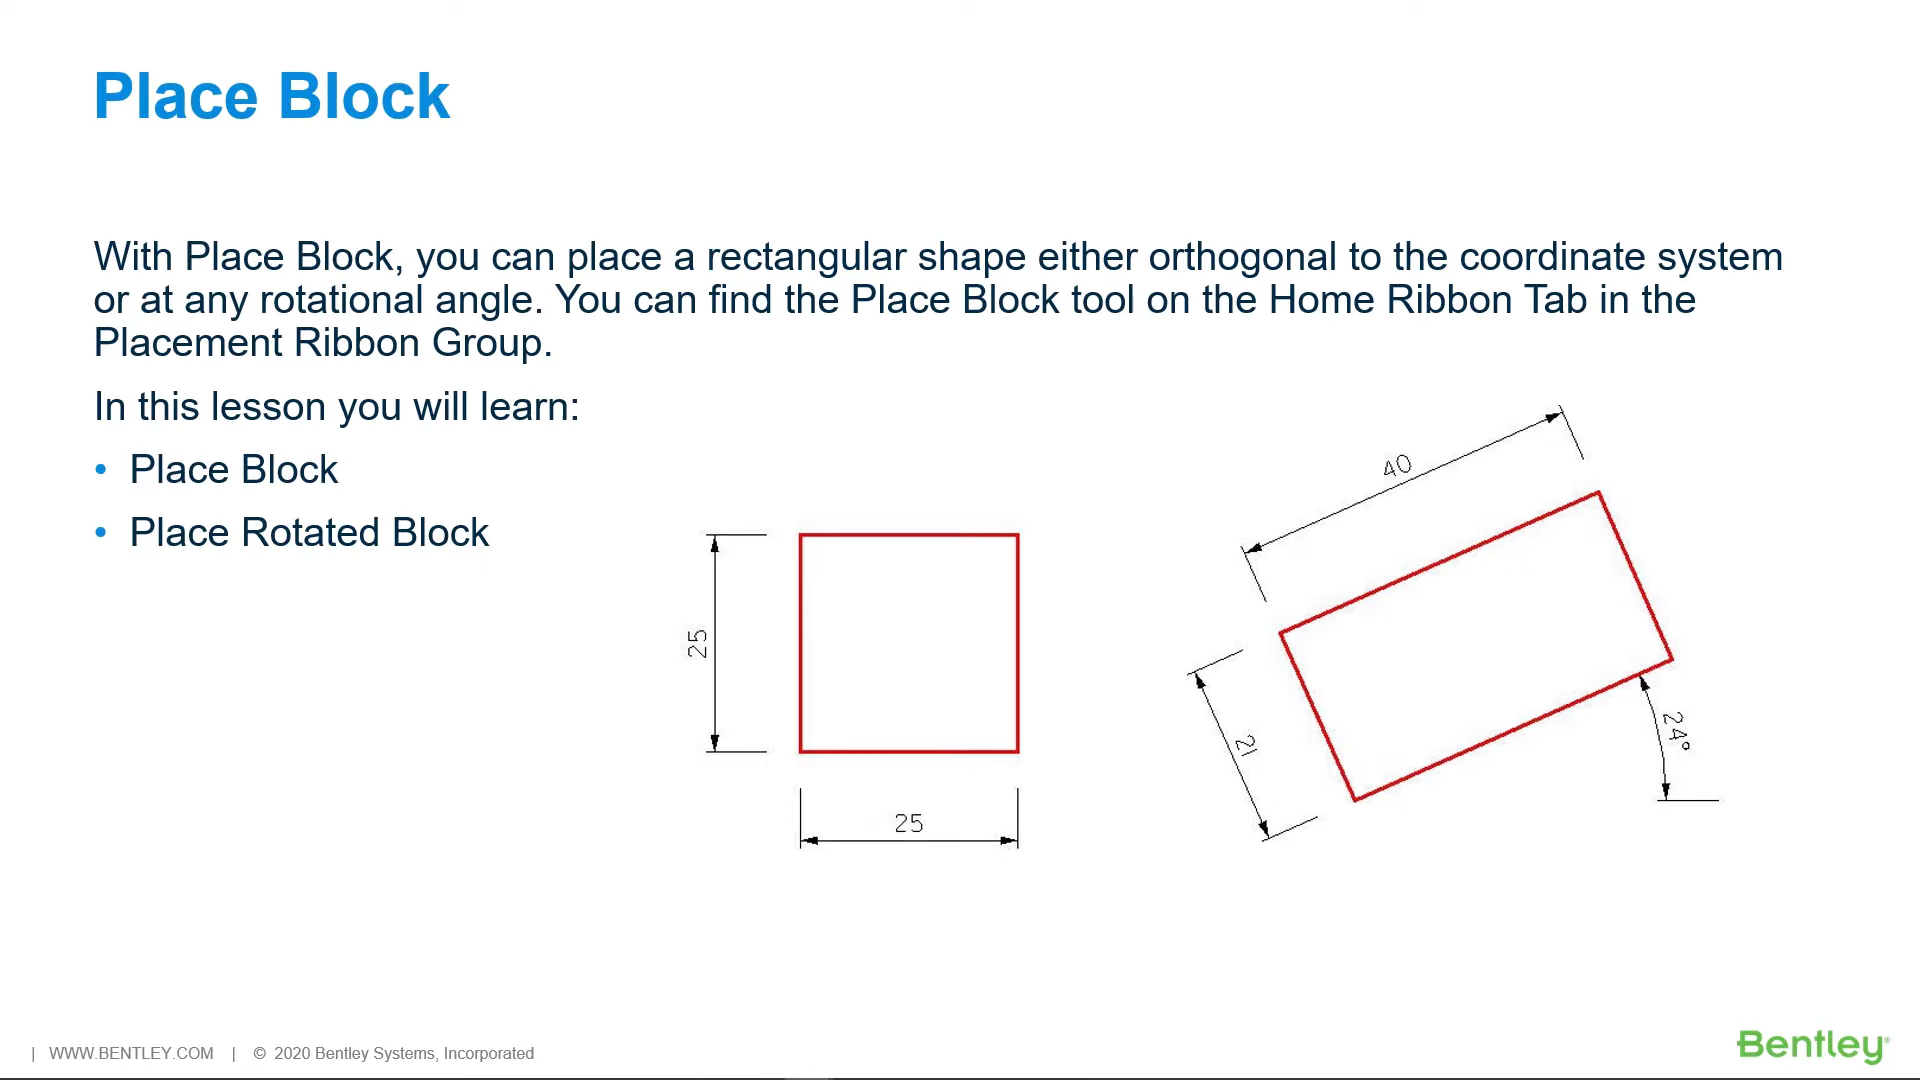 Place Block
With Place Block, you can place a rectangular shape either orthogonal to the coordinate system
or at any rotational angle. You can find the Place Block tool on the Home Ribbon Tab in the
Placement Ribbon Group.
In this lesson you will learn:
• Place Block
• Place Rotated Block
25
25
40
21
24°
| WWW.BENTLEY.COM | © 2020 Bentley Systems, Incorporated
Bentley®